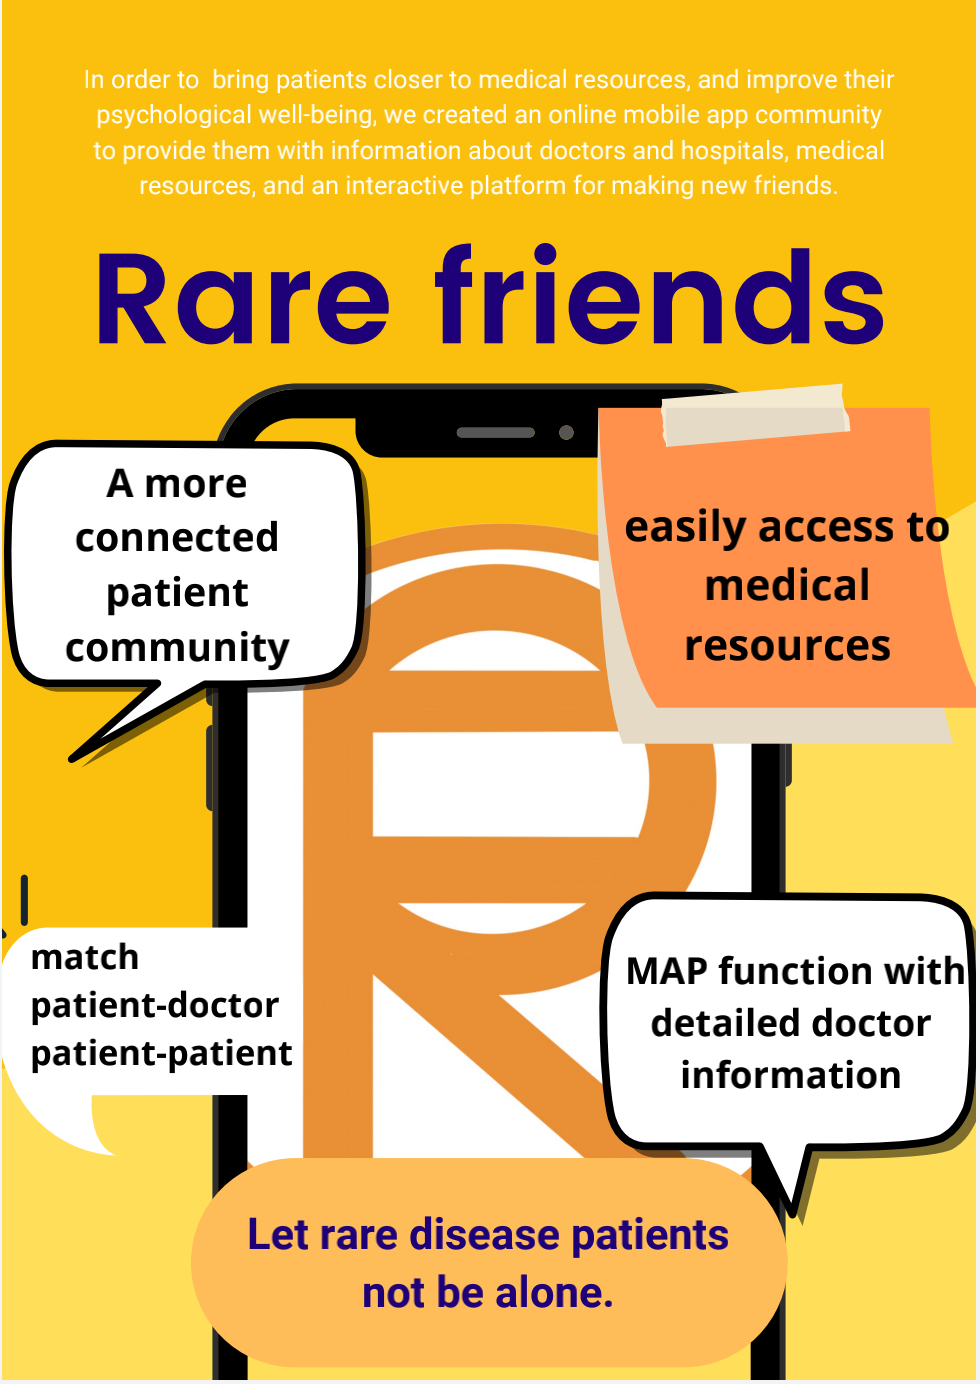 In order to  bring patients closer to medical resources, and improve their
psychological well-being, we created an online mobile app community
to provide them with information about doctors and hospitals, medical
resources, and an interactive platform for making new friends.
Rare friends
A more
connected
patient
community
easily access to
medical
resources
match
patient-doctor
patient-patient
MAP function with
detailed doctor
information
Let rare disease patients
not be alone.